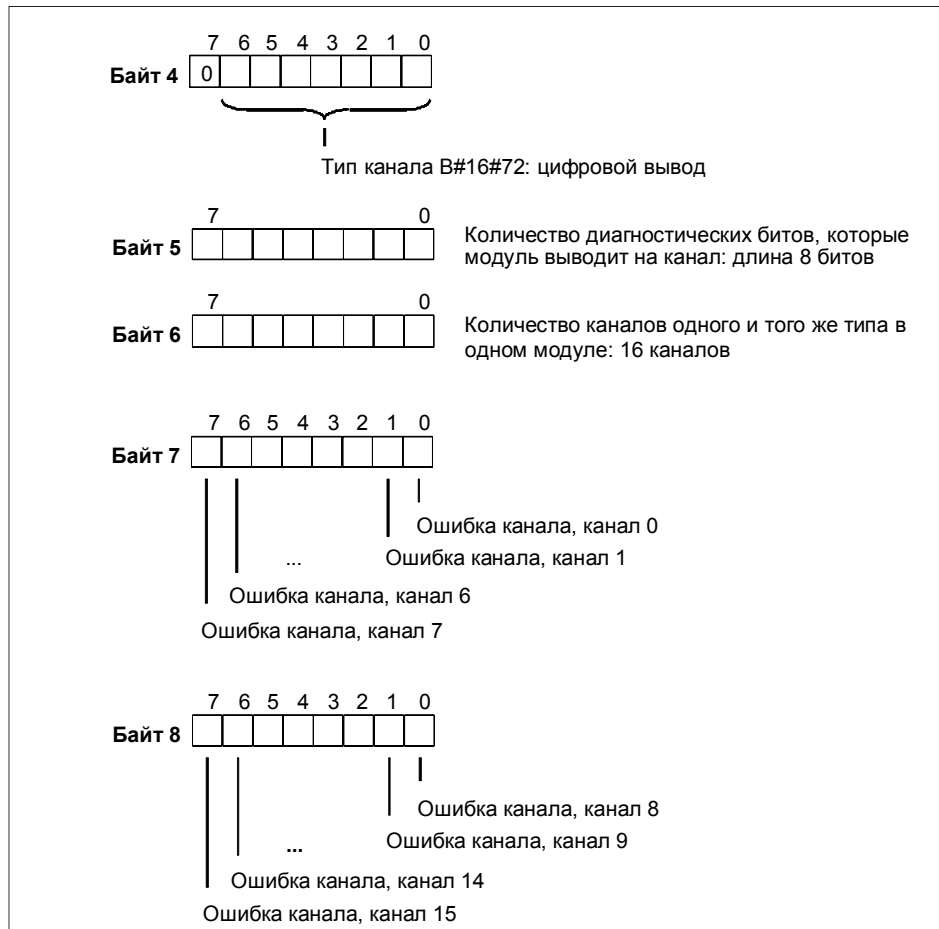 7 6 5 4 3 2 1 0
Байт 4 0
Тип канала B#16#72: цифровой вывод
7 0
Байт 5
Количество диагностических битов, которые
модуль выводит на канал: длина 8 битов
7 0
Байт 6
Количество каналов одного и того же типа в
одном модуле: 16 каналов
7 6 5 4 3 2 1 0
Байт 7
Ошибка канала, канал 0
... Ошибка канала, канал 1
Ошибка канала, канал 6
Ошибка канала, канал 7
7 6 5 4 3 2 1 0
Байт 8
Ошибка канала, канал 8
... Ошибка канала, канал 9
Ошибка канала, канал 14
Ошибка канала, канал 15